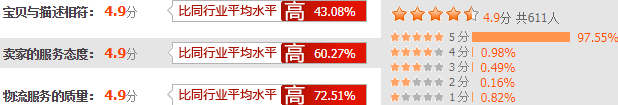 宝贝与描述相符： 4.9分 比同行业平均水平 高 43.08%
卖家的服务态度： 4.9分 比同行业平均水平 高 60.27%
物流服务的质量： 4.9分 比同行业平均水平 高 72.51%
4.9分 共611人
5分 97.55%
4分 0.98%
3分 0.49%
2分 0.16%
1分 0.82%